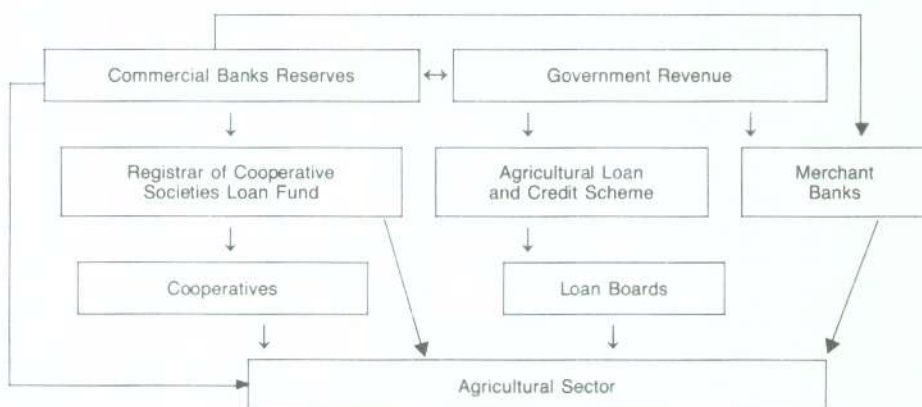 Commercial Banks Reserves
Government Revenue
Registrar of Cooperative
Societies Loan Fund
Agricultural Loan
and Credit Scheme
Merchant
Banks
Cooperatives
Loan Boards
Agricultural Sector